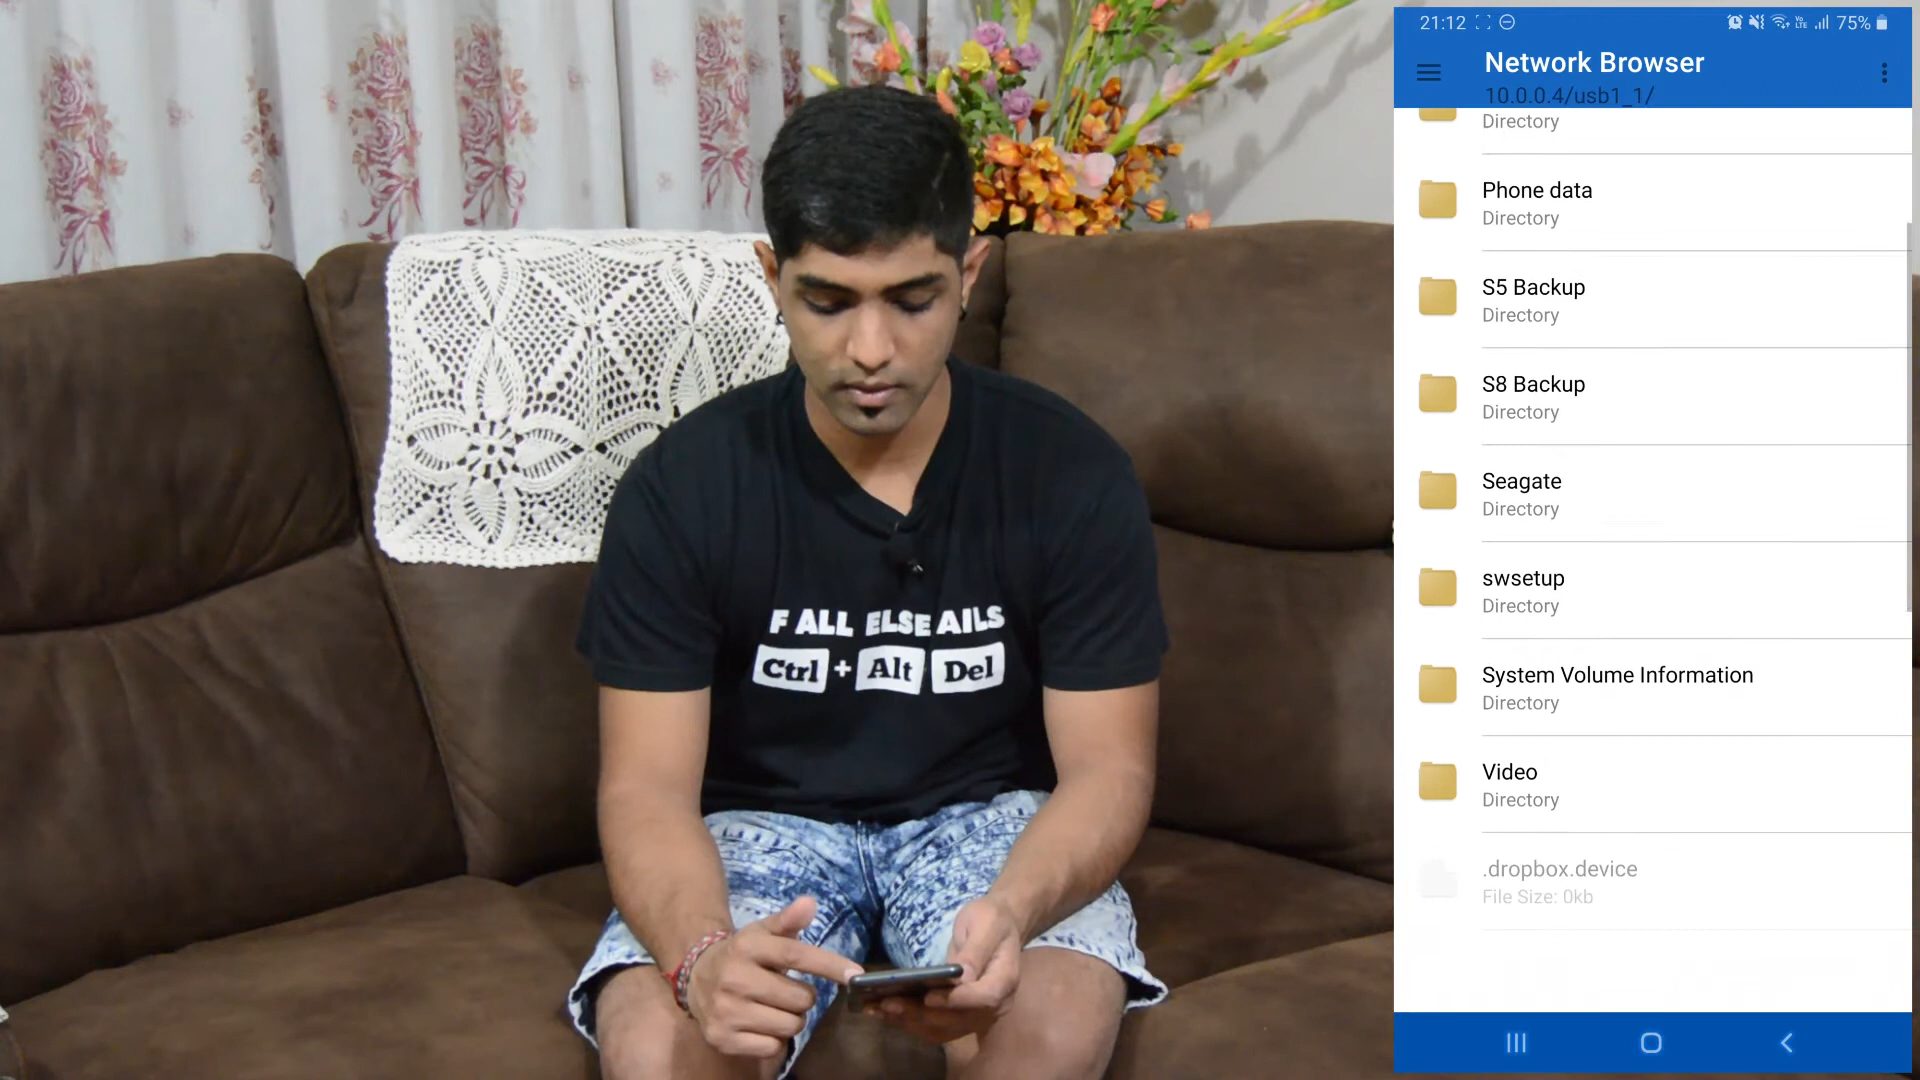 F ALL ELSE AILS
Ctrl + Alt Del
21:12 75%
Network Browser
10.0.0.4/usb1_1/
Directory
Phone data
Directory
S5 Backup
Directory
S8 Backup
Directory
Seagate
Directory
swsetup
Directory
System Volume Information
Directory
Video
Directory
.dropbox.device
File Size: 0kb